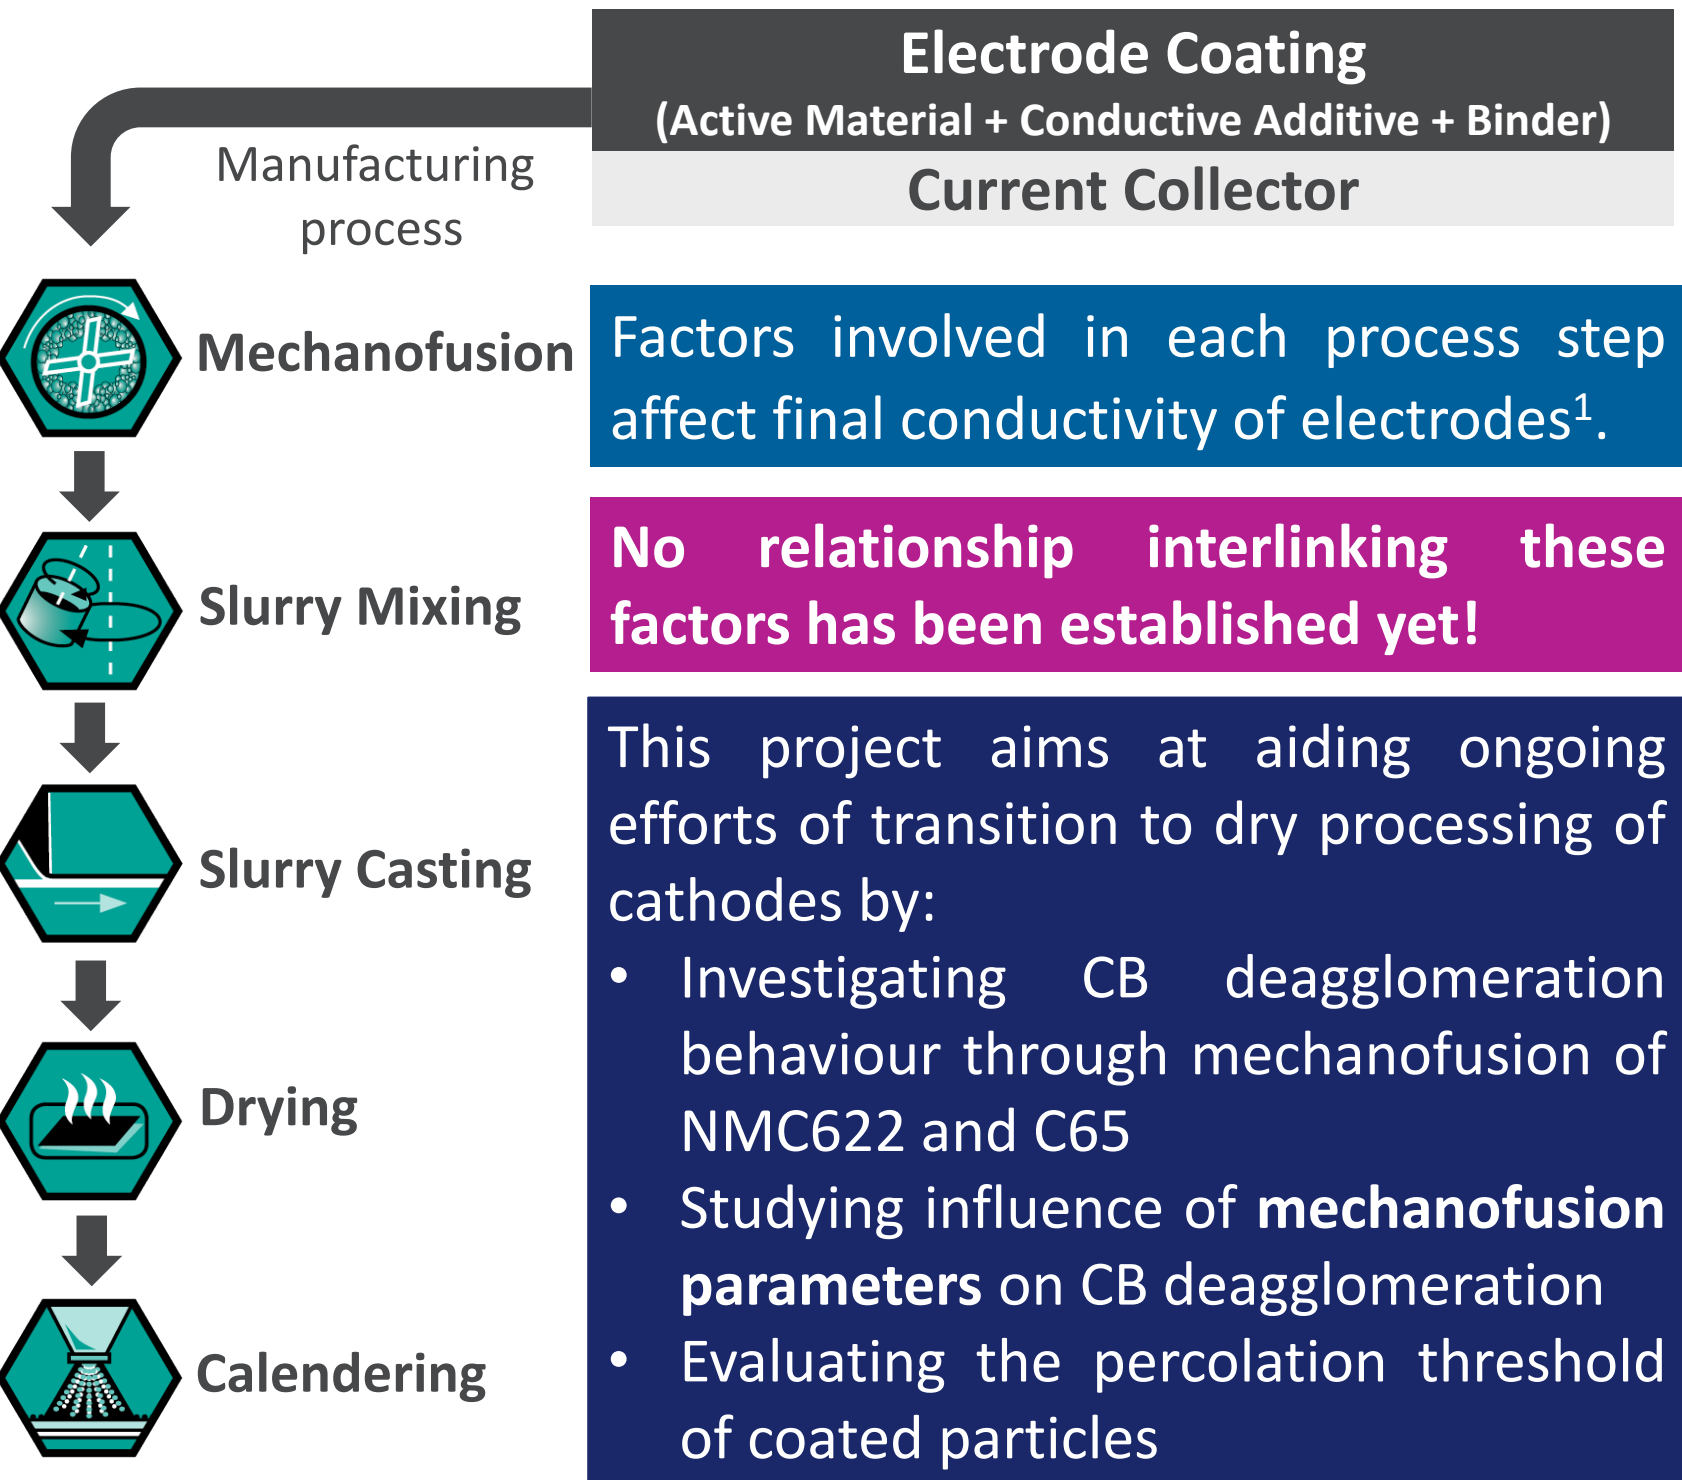 Electrode Coating
(Active Material + Conductive Additive + Binder)
Current Collector
Manufacturing
process
Mechanofusion
Slurry Mixing
Slurry Casting
Drying
Calendering
Factors involved in each process step
affect final conductivity of electrodes¹.
No relationship interlinking these
factors has been established yet!
This project aims at aiding ongoing
efforts of transition to dry processing of
cathodes by:
• Investigating CB deagglomeration
behaviour through mechanofusion of
NMC622 and C65
• Studying influence of mechanofusion
parameters on CB deagglomeration
• Evaluating the percolation threshold
of coated particles